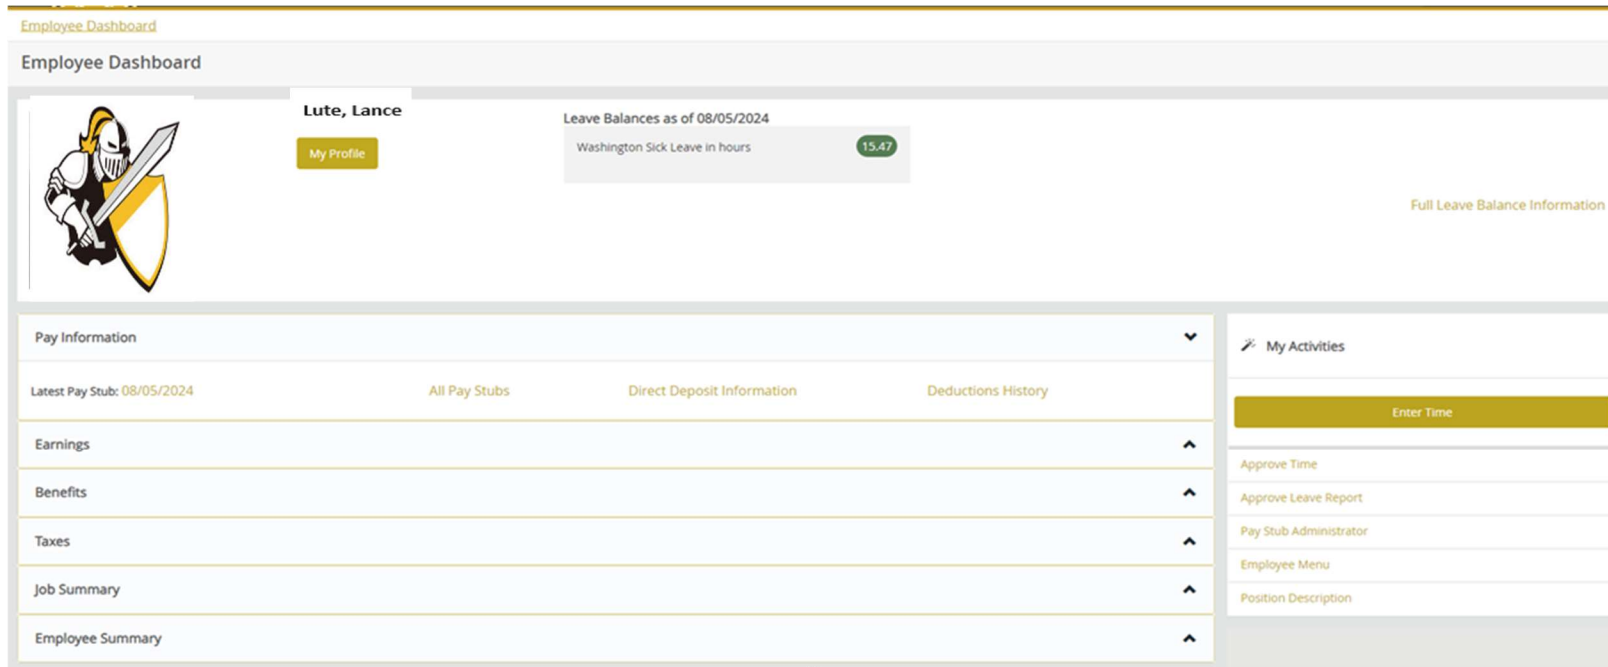 Employee Dashboard
Employee Dashboard
Lute, Lance
My Profile
Leave Balances as of 08/05/2024
Washington Sick Leave in hours 15.47
Full Leave Balance Information
Pay Information
Latest Pay Stub: 08/05/2024 All Pay Stubs Direct Deposit Information Deductions History
Earnings
Benefits
Taxes
Job Summary
Employee Summary
My Activities
Enter Time
Approve Time
Approve Leave Report
Pay Stub Administrator
Employee Menu
Position Description